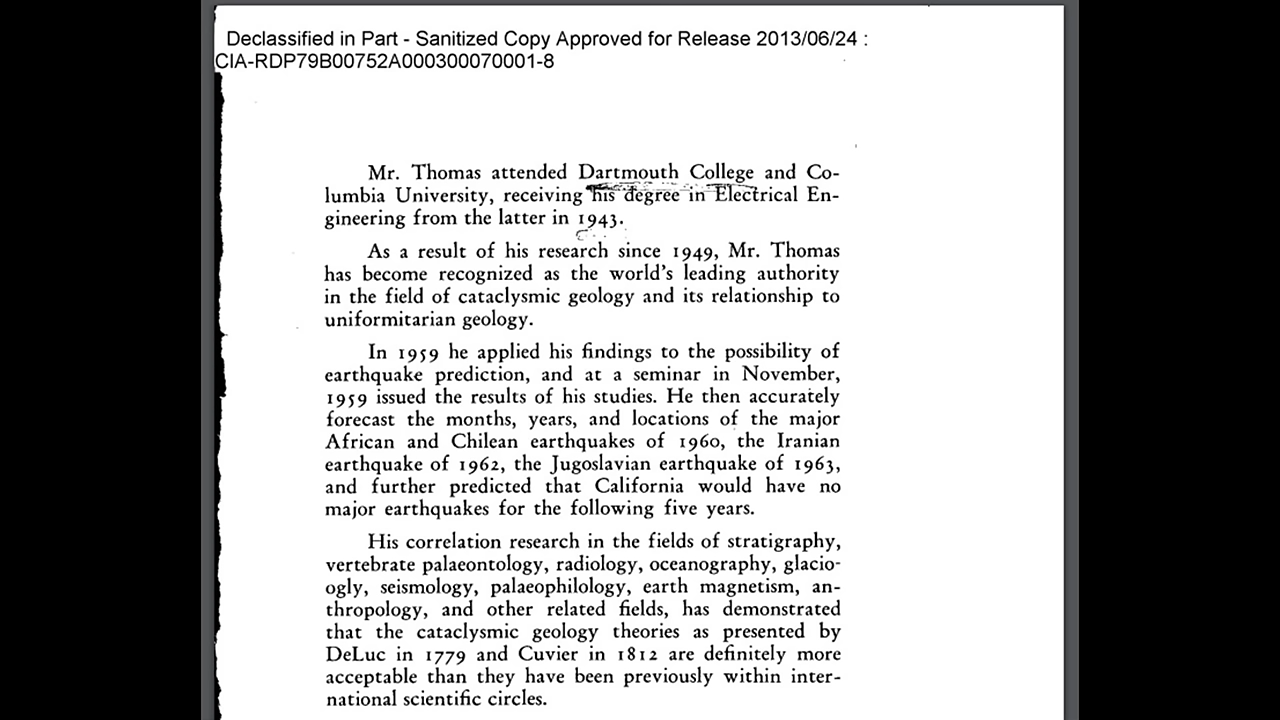 Declassified in Part - Sanitized Copy Approved for Release 2013/06/24 :
CIA-RDP79B00752A000300070001-8
Mr. Thomas attended Dartmouth College and Co-
lumbia University, receiving his degree in Electrical En-
gineering from the latter in 1943.
As a result of his research since 1949, Mr. Thomas
has become recognized as the world's leading authority
in the field of cataclysmic geology and its relationship to
uniformitarian geology.
In 1959 he applied his findings to the possibility of
earthquake prediction, and at a seminar in November,
1959 issued the results of his studies. He then accurately
forecast the months, years, and locations of the major
African and Chilean earthquakes of 1960, the Iranian
earthquake of 1962, the Jugoslavian earthquake of 1963,
and further predicted that California would have no
major earthquakes for the following five years.
His correlation research in the fields of stratigraphy,
vertebrate palaeontology, radiology, oceanography, glacio-
ogly, seismology, palaeophilology, earth magnetism, an-
thropology, and other related fields, has demonstrated
that the cataclysmic geology theories as presented by
DeLuc in 1779 and Cuvier in 1812 are definitely more
acceptable than they have been previously within inter-
national scientific circles.